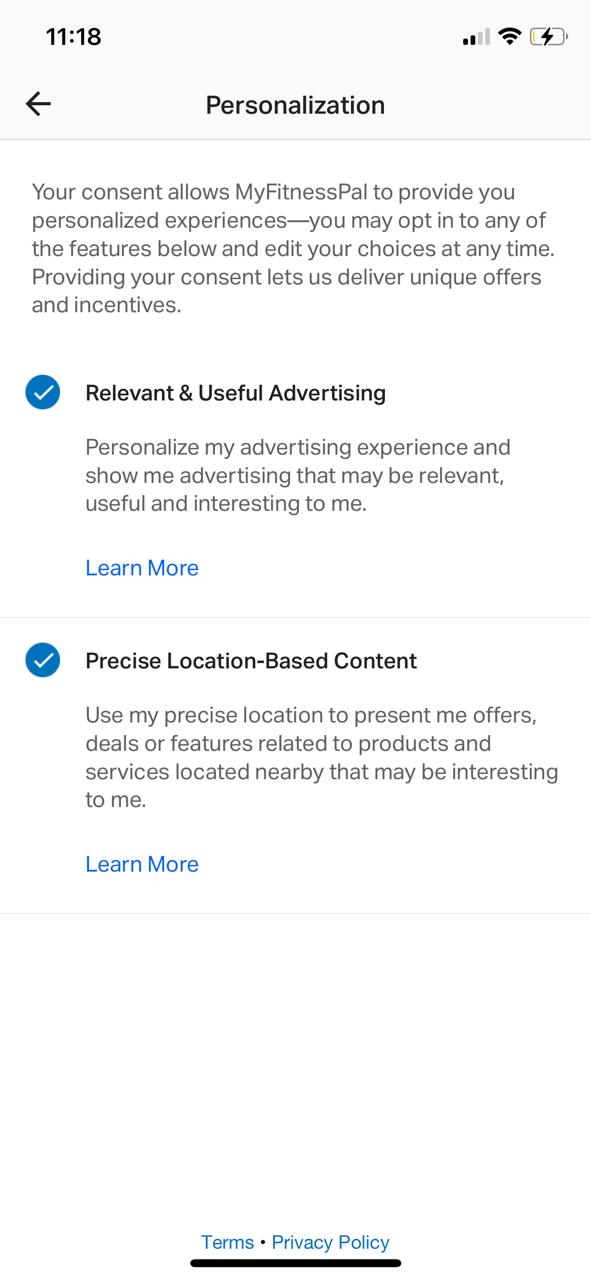 11:18
Personalization
Your consent allows MyFitnessPal to provide you
personalized experiences—you may opt in to any of
the features below and edit your choices at any time.
Providing your consent lets us deliver unique offers
and incentives.
Relevant & Useful Advertising
Personalize my advertising experience and
show me advertising that may be relevant,
useful and interesting to me.
Learn More
Precise Location-Based Content
Use my precise location to present me offers,
deals or features related to products and
services located nearby that may be interesting
to me.
Learn More
Terms • Privacy Policy